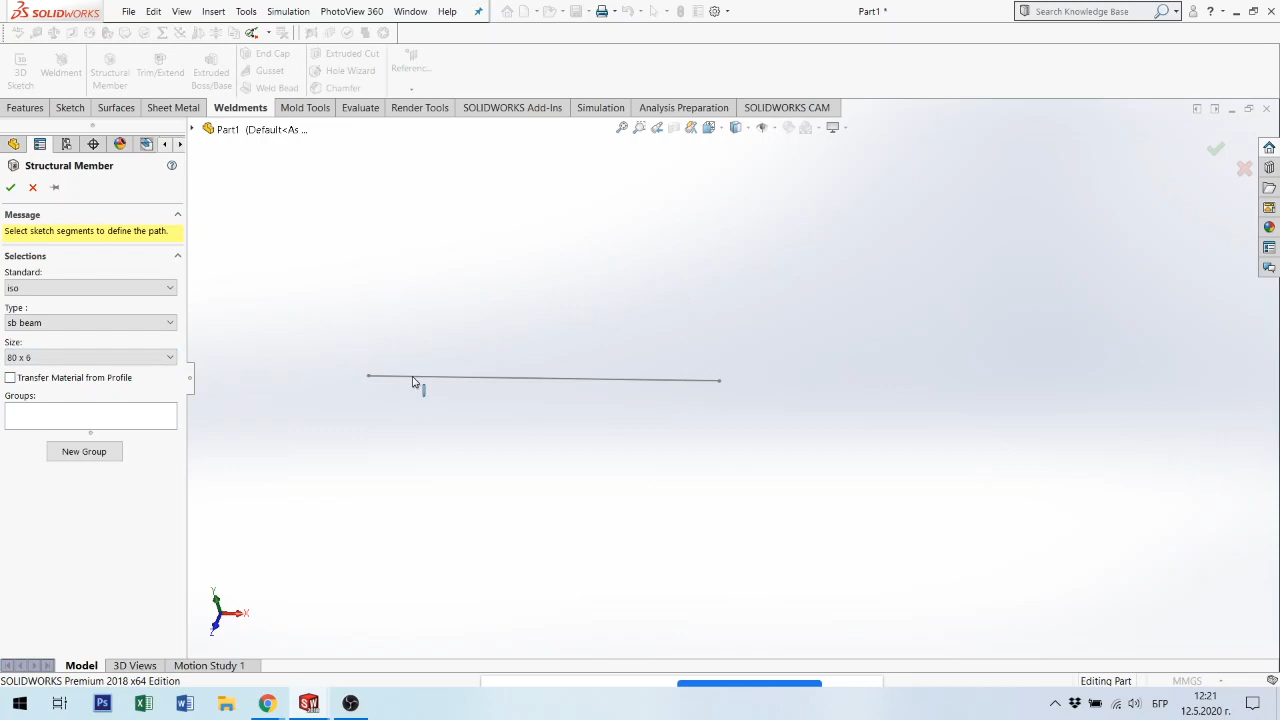 SOLIDWORKS File Edit View Insert Tools Simulation PhotoView 360 Window Help Part1 * Search Knowledge Base
3D Sketch Weldment Structural Member Trim/Extend Extruded Boss/Base End Cap Gusset Weld Bead Extruded Cut Hole Wizard Chamfer Referenc...
Features Sketch Surfaces Sheet Metal Weldments Mold Tools Evaluate Render Tools SOLIDWORKS Add-Ins Simulation Analysis Preparation SOLIDWORKS CAM
Part1 (Default<As ...
Structural Member
Message
Select sketch segments to define the path.
Selections
Standard:
iso
Type :
sb beam
Size:
80 x 6
Transfer Material from Profile
Groups:
New Group
Y
X
Z
Model 3D Views Motion Study 1
SOLIDWORKS Premium 2018 x64 Edition Editing Part MMGS
Ps БГР 12:21
12.5.2020 г.